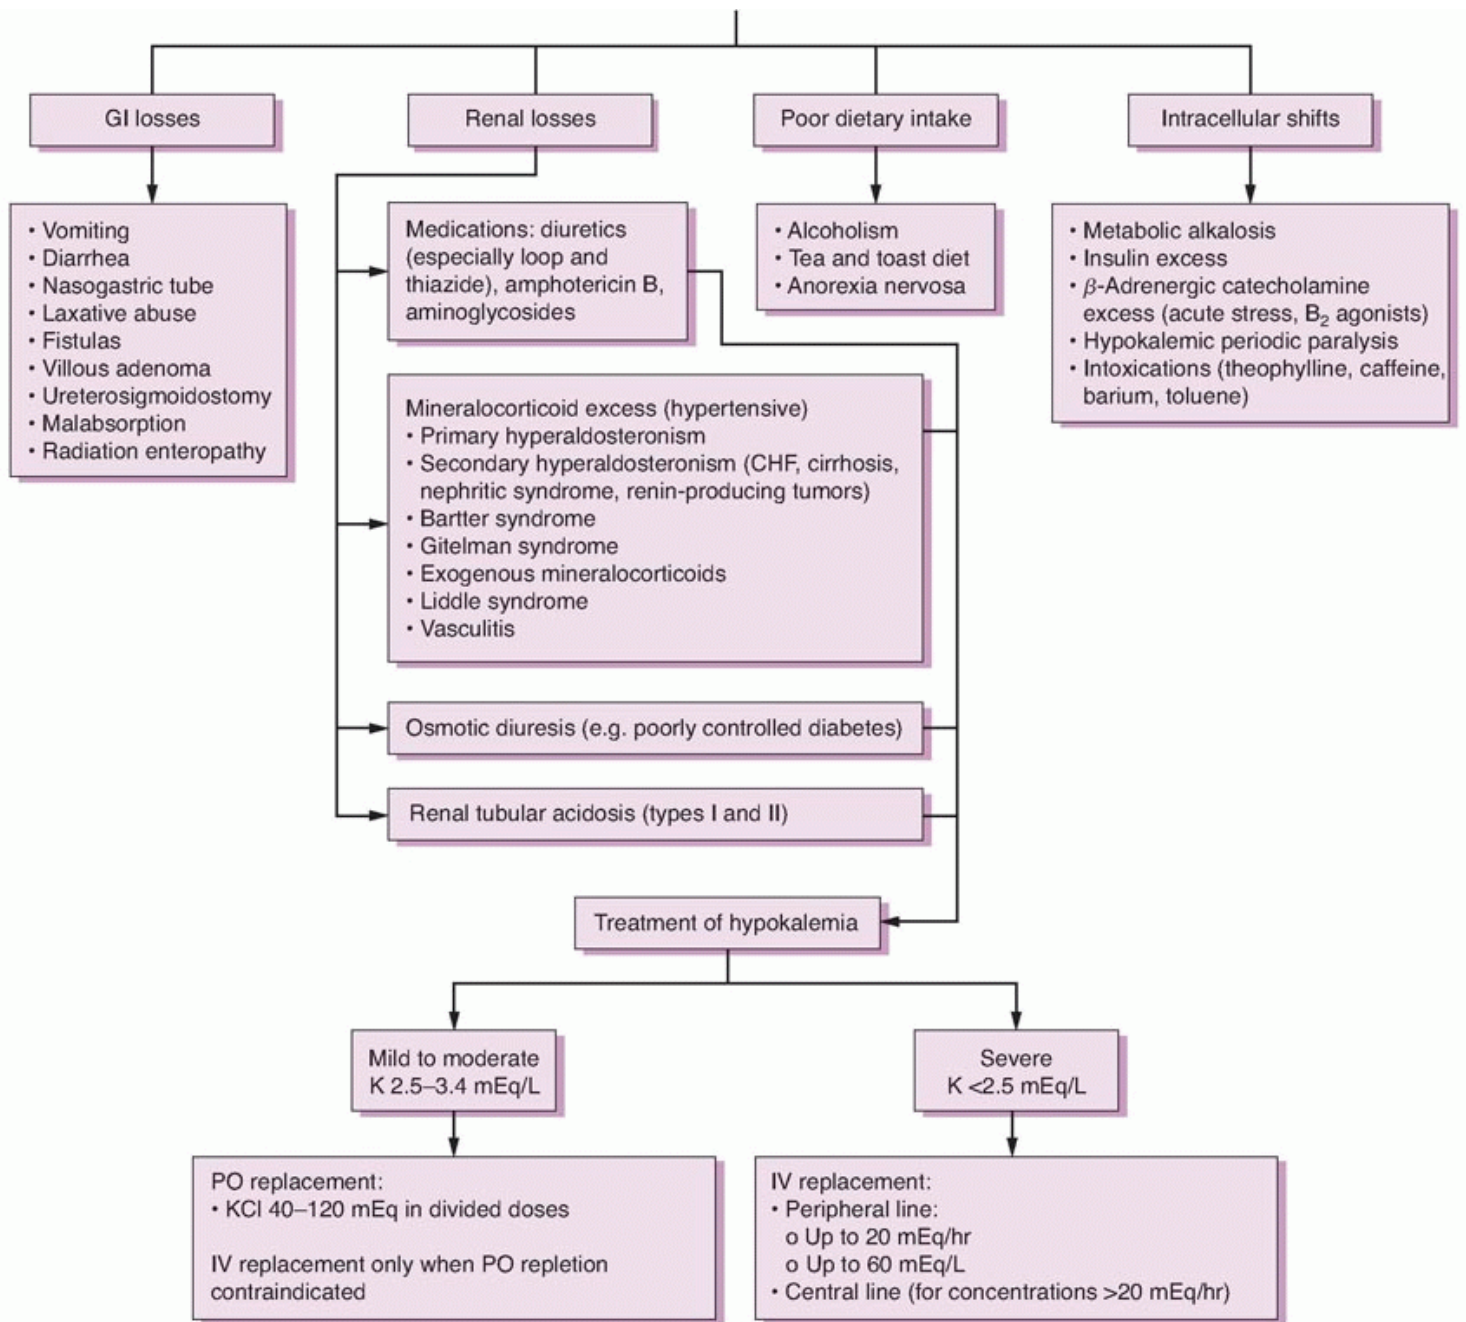 GI losses
Renal losses
Poor dietary intake
Intracellular shifts
• Vomiting
• Diarrhea
• Nasogastric tube
• Laxative abuse
• Fistulas
• Villous adenoma
• Ureterosigmoidostomy
• Malabsorption
• Radiation enteropathy
Medications: diuretics
(especially loop and
thiazide), amphotericin B,
aminoglycosides
• Alcoholism
• Tea and toast diet
• Anorexia nervosa
• Metabolic alkalosis
• Insulin excess
• β-Adrenergic catecholamine
excess (acute stress, B₂ agonists)
• Hypokalemic periodic paralysis
• Intoxications (theophylline, caffeine,
barium, toluene)
Mineralocorticoid excess (hypertensive)
• Primary hyperaldosteronism
• Secondary hyperaldosteronism (CHF, cirrhosis,
nephritic syndrome, renin-producing tumors)
• Bartter syndrome
• Gitelman syndrome
• Exogenous mineralocorticoids
• Liddle syndrome
• Vasculitis
Osmotic diuresis (e.g. poorly controlled diabetes)
Renal tubular acidosis (types I and II)
Treatment of hypokalemia
Mild to moderate
K 2.5–3.4 mEq/L
Severe
K <2.5 mEq/L
PO replacement:
• KCl 40–120 mEq in divided doses
IV replacement only when PO repletion
contraindicated
IV replacement:
• Peripheral line:
o Up to 20 mEq/hr
o Up to 60 mEq/L
• Central line (for concentrations >20 mEq/hr)